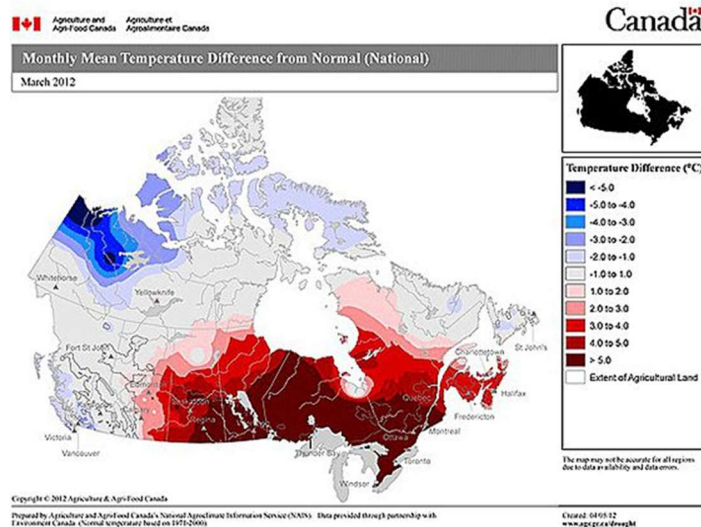 Agriculture and Agri-Food Canada
Agriculture et Agroalimentaire Canada
Canada
Monthly Mean Temperature Difference from Normal (National)
March 2012
Temperature Difference (°C)
< -5.0
-5.0 to -4.0
-4.0 to -3.0
-3.0 to -2.0
-2.0 to -1.0
-1.0 to 1.0
1.0 to 2.0
2.0 to 3.0
3.0 to 4.0
4.0 to 5.0
> 5.0
Extent of Agricultural Land
Whitehorse
Yellowknife
Fort St John
Edmonton
Calgary
Saskatoon
Regina
Victoria
Vancouver
Thunder Bay
Windsor
Toronto
Ottawa
Montreal
Quebec
Fredericton
Halifax
Charlottetown
St John's
The map may not be accurate for all regions
due to data availability and data errors.
Copyright © 2012 Agriculture & Agri-Food Canada
Prepared by Agriculture and Agri-Food Canada's National Agroclimate Information Service (NAIS). Data provided through partnership with
Environment Canada. (Normal temperature based on 1971-2000)
Created: 04/05/12
www.agr.gc.ca/drought